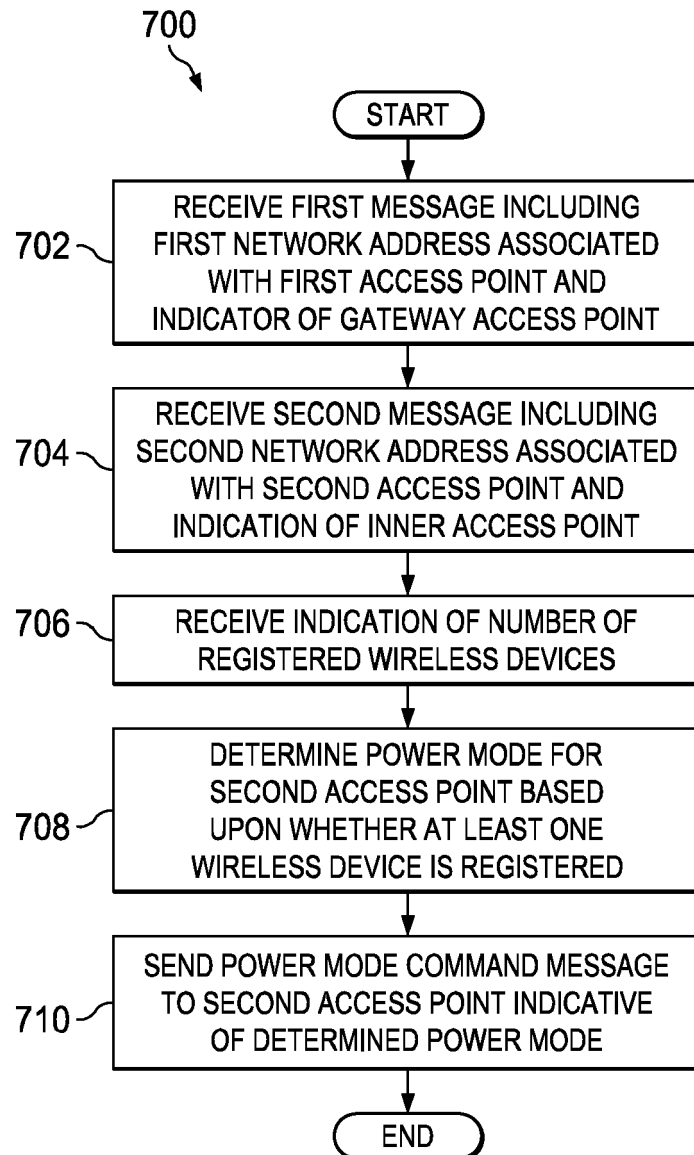 700
START
702
RECEIVE FIRST MESSAGE INCLUDING
FIRST NETWORK ADDRESS ASSOCIATED
WITH FIRST ACCESS POINT AND
INDICATOR OF GATEWAY ACCESS POINT
704
RECEIVE SECOND MESSAGE INCLUDING
SECOND NETWORK ADDRESS ASSOCIATED
WITH SECOND ACCESS POINT AND
INDICATION OF INNER ACCESS POINT
706
RECEIVE INDICATION OF NUMBER OF
REGISTERED WIRELESS DEVICES
708
DETERMINE POWER MODE FOR
SECOND ACCESS POINT BASED
UPON WHETHER AT LEAST ONE
WIRELESS DEVICE IS REGISTERED
710
SEND POWER MODE COMMAND MESSAGE
TO SECOND ACCESS POINT INDICATIVE
OF DETERMINED POWER MODE
END